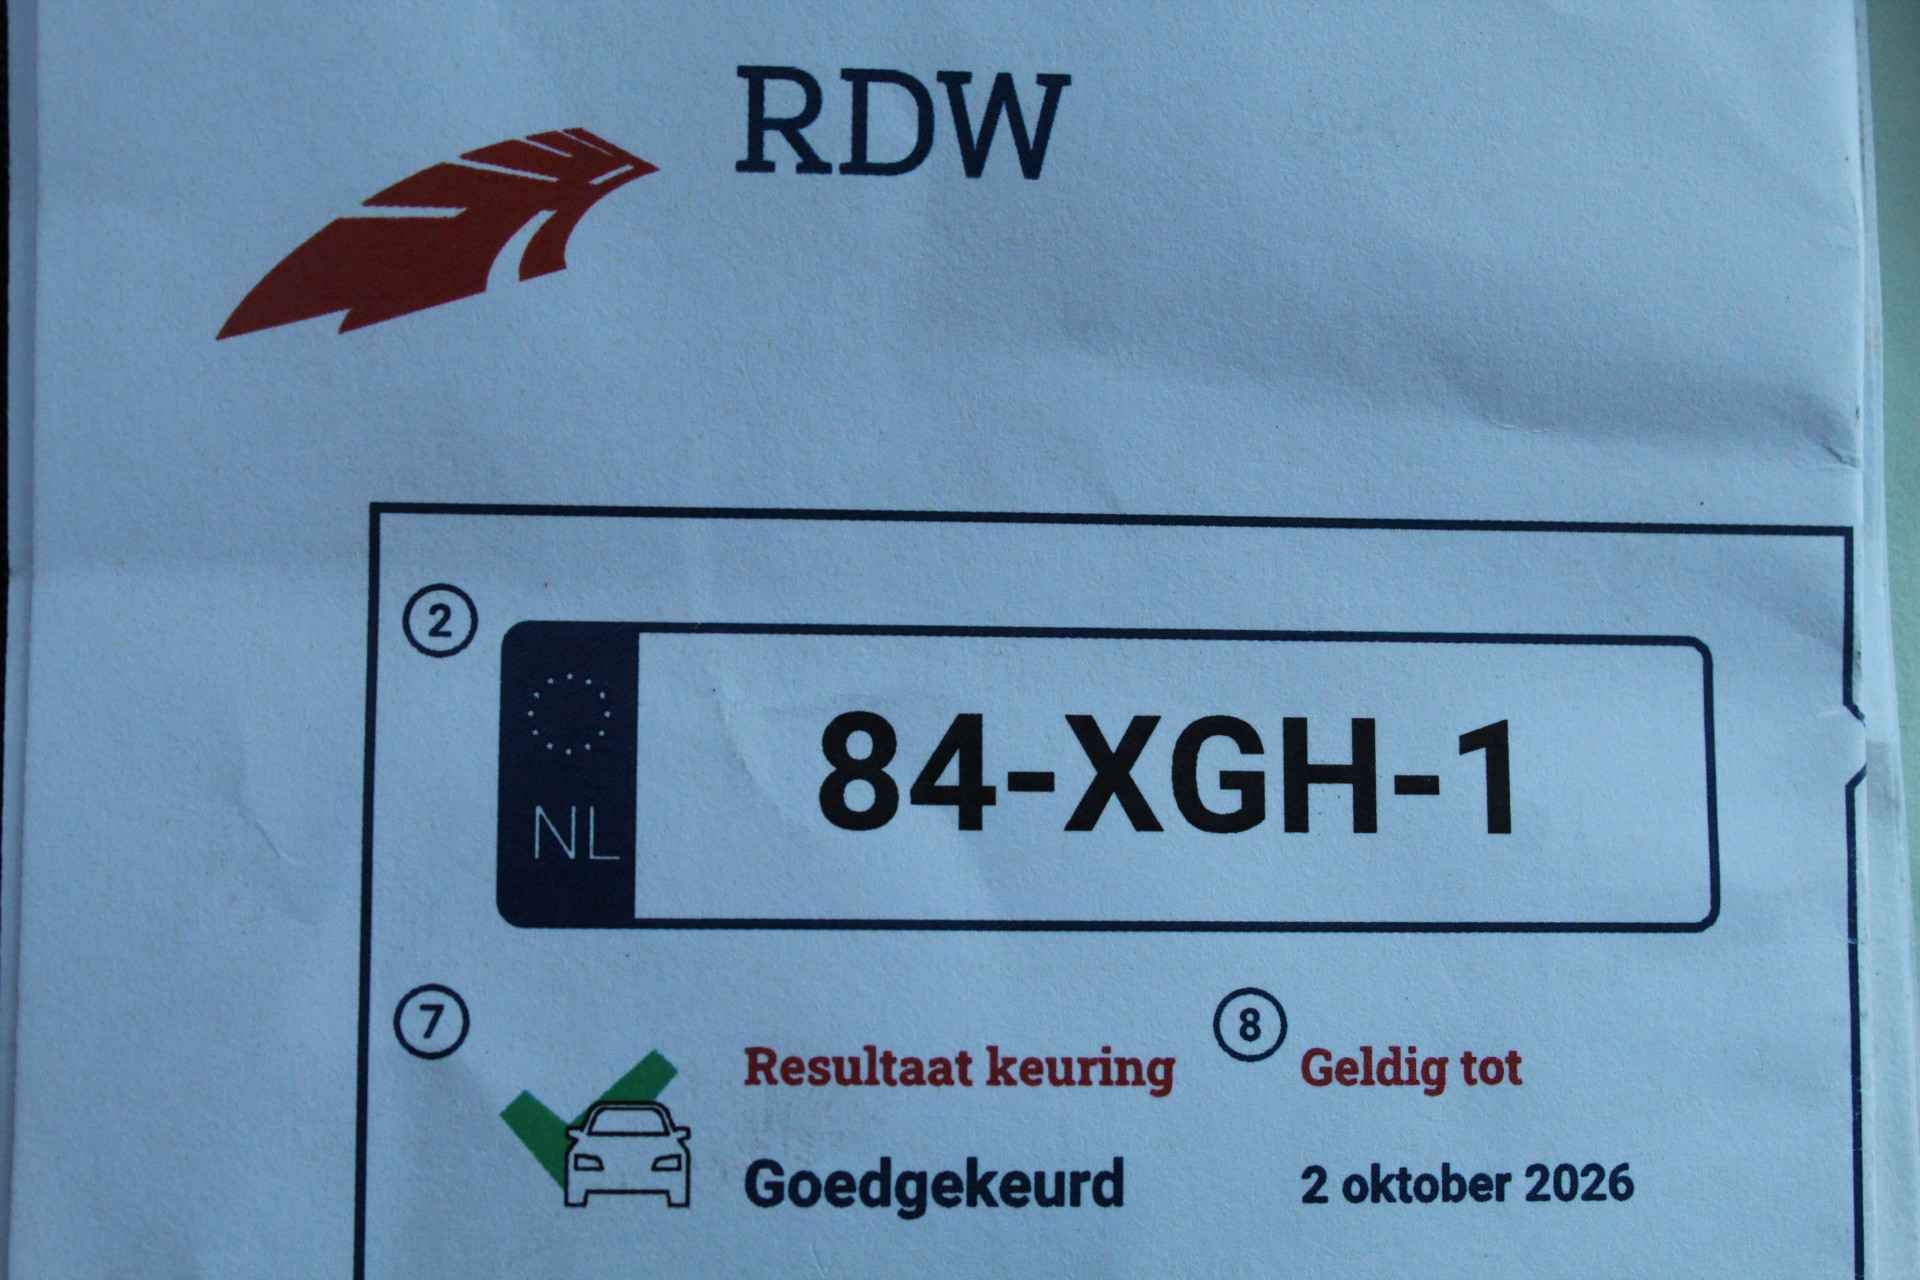 RDW
2
NL
84-XGH-1
7
Resultaat keuring
8
Geldig tot
Goedgekeurd
2 oktober 2026